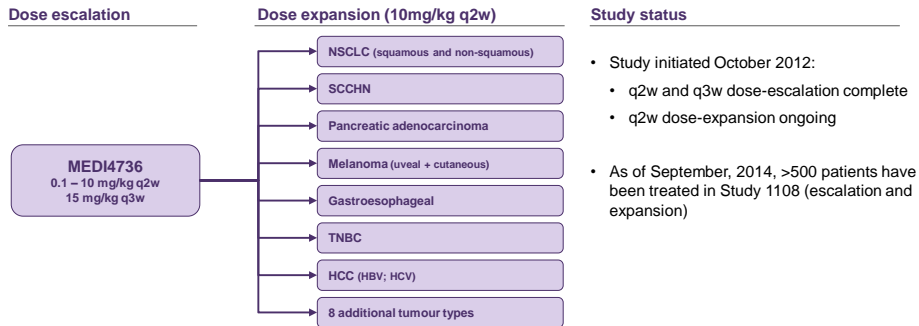 Dose escalation
MEDI4736
0.1 – 10 mg/kg q2w
15 mg/kg q3w
Dose expansion (10mg/kg q2w)
NSCLC (squamous and non-squamous)
SCCHN
Pancreatic adenocarcinoma
Melanoma (uveal + cutaneous)
Gastroesophageal
TNBC
HCC (HBV; HCV)
8 additional tumour types
Study status
• Study initiated October 2012:
• q2w and q3w dose-escalation complete
• q2w dose-expansion ongoing
• As of September, 2014, >500 patients have
been treated in Study 1108 (escalation and
expansion)